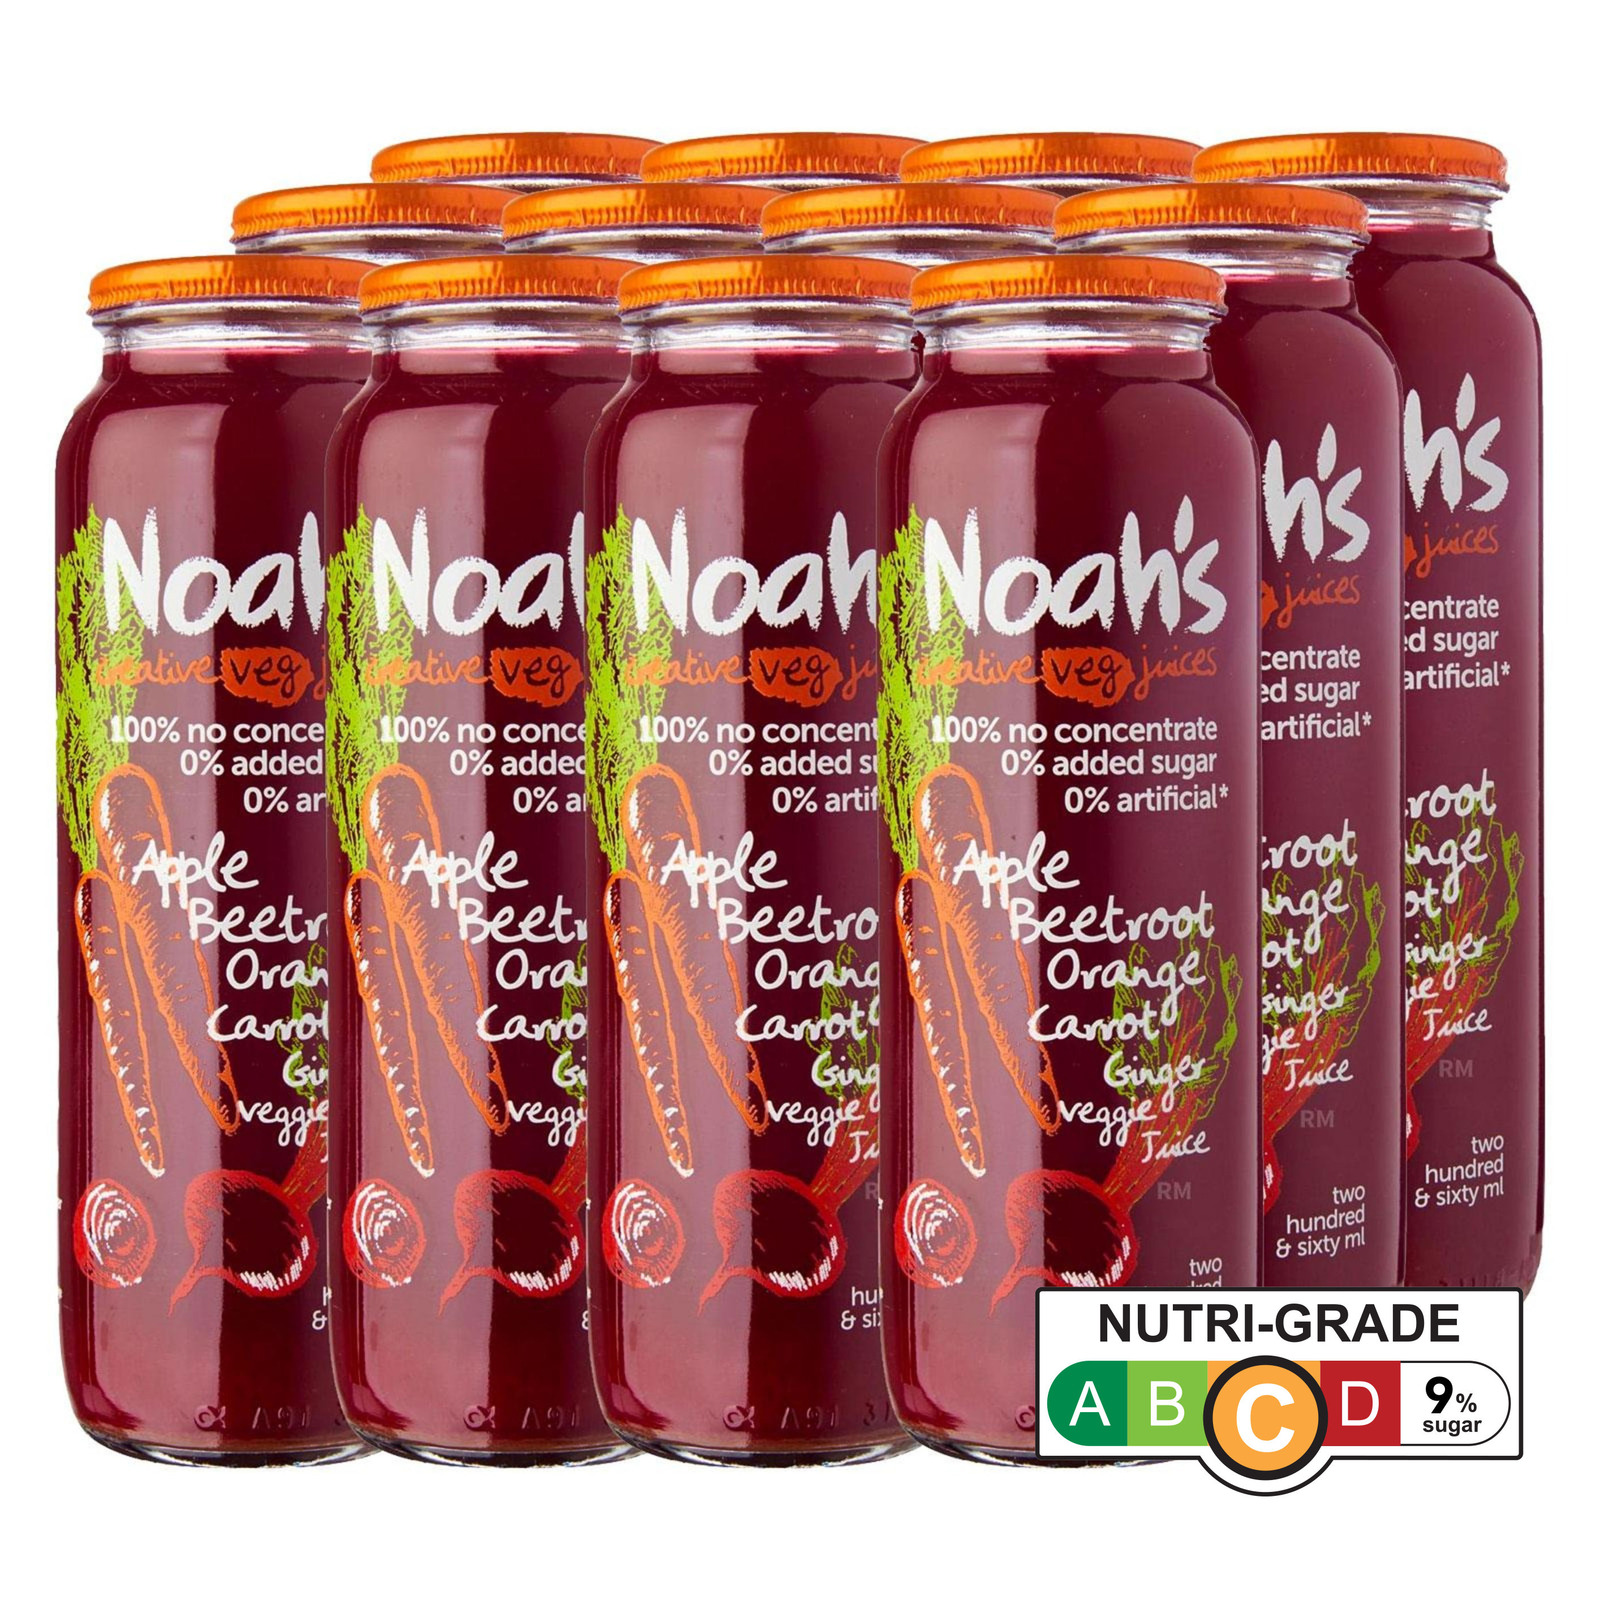 Noah's
creative veg juices
100% no concentrate
0% added sugar
0% artificial*
Apple
Beetroot
Orange
Carrot
Ginger
veggie
Juice
RM
two
hundred
& sixty ml
NUTRI-GRADE
A B C D 9% sugar